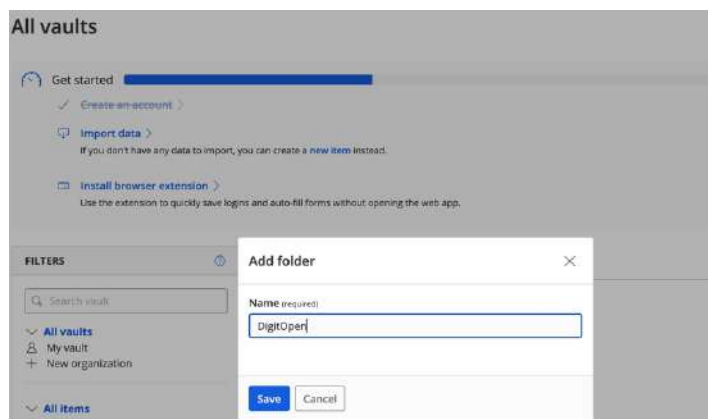 All vaults
Get started
Create an account
Import data
If you don't have any data to import, you can create a new item instead.
Install browser extension
Use the extension to quickly save logins and auto-fill forms without opening the web app.
FILTERS
Search vault
All vaults
My vault
New organization
All items
Add folder
Name (required)
DigitOpen
Save Cancel